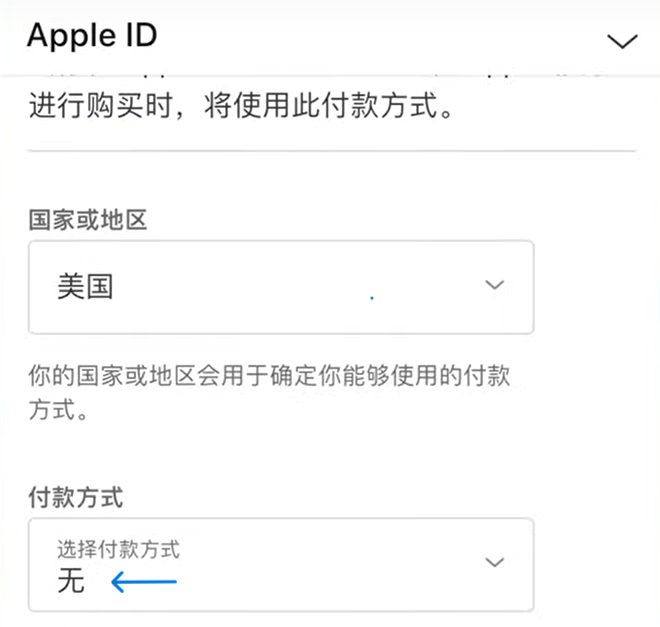 Apple ID
进行购买时，将使用此付款方式。
国家或地区
美国
你的国家或地区会用于确定你能够使用的付款
方式。
付款方式
选择付款方式
无